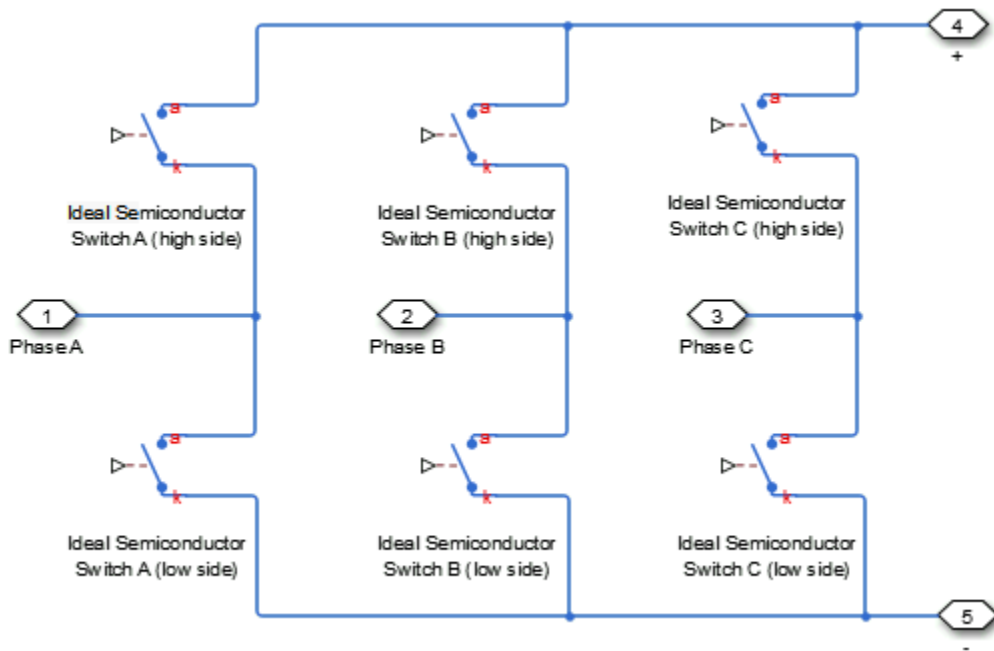 4
+
a
a
a
k
k
k
Ideal Semiconductor
Switch A (high side)
Ideal Semiconductor
Switch B (high side)
Ideal Semiconductor
Switch C (high side)
1
Phase A
2
Phase B
3
Phase C
a
a
a
k
k
k
Ideal Semiconductor
Switch A (low side)
Ideal Semiconductor
Switch B (low side)
Ideal Semiconductor
Switch C (low side)
5
-